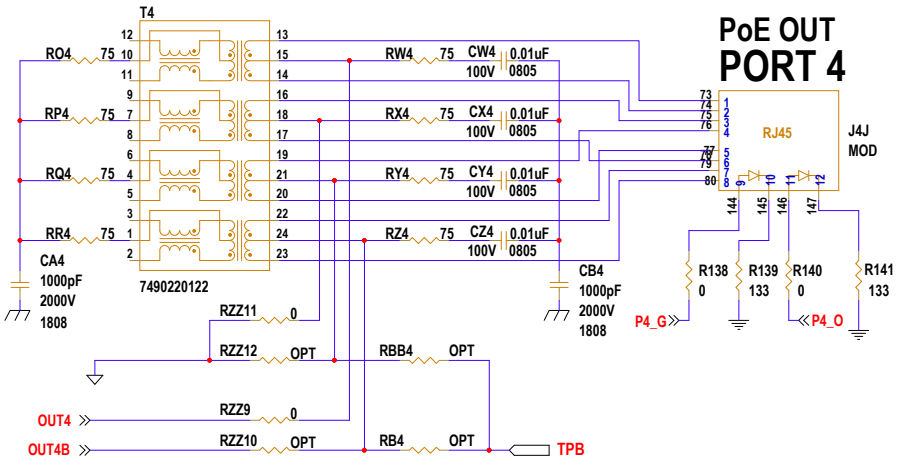 T4
PoE OUT
PORT 4
12 13
RO4 75 10 15 RW4 75 CW4 0.01uF
11 14 100V 0805
9 16
RP4 75 7 18 RX4 75 CX4 0.01uF
8 17 100V 0805
6 19
RQ4 75 4 21 RY4 75 CY4 0.01uF
5 20 100V 0805
3 22
RR4 75 1 24 RZ4 75 CZ4 0.01uF
2 23 100V 0805
73 1
74 2
75 3
76 4
77 5
78 6
79 7
80 8
RJ45
J4J
MOD
9 10 11 12
144 145 146 147
CA4
1000pF
2000V
1808
7490220122
CB4
1000pF
2000V
1808
R138 R139 R140 R141
0 133 0 133
P4_G P4_O
RZZ11 0
RZZ12 OPT RBB4 OPT
OUT4 RZZ9 0
OUT4B RZZ10 OPT RB4 OPT TPB